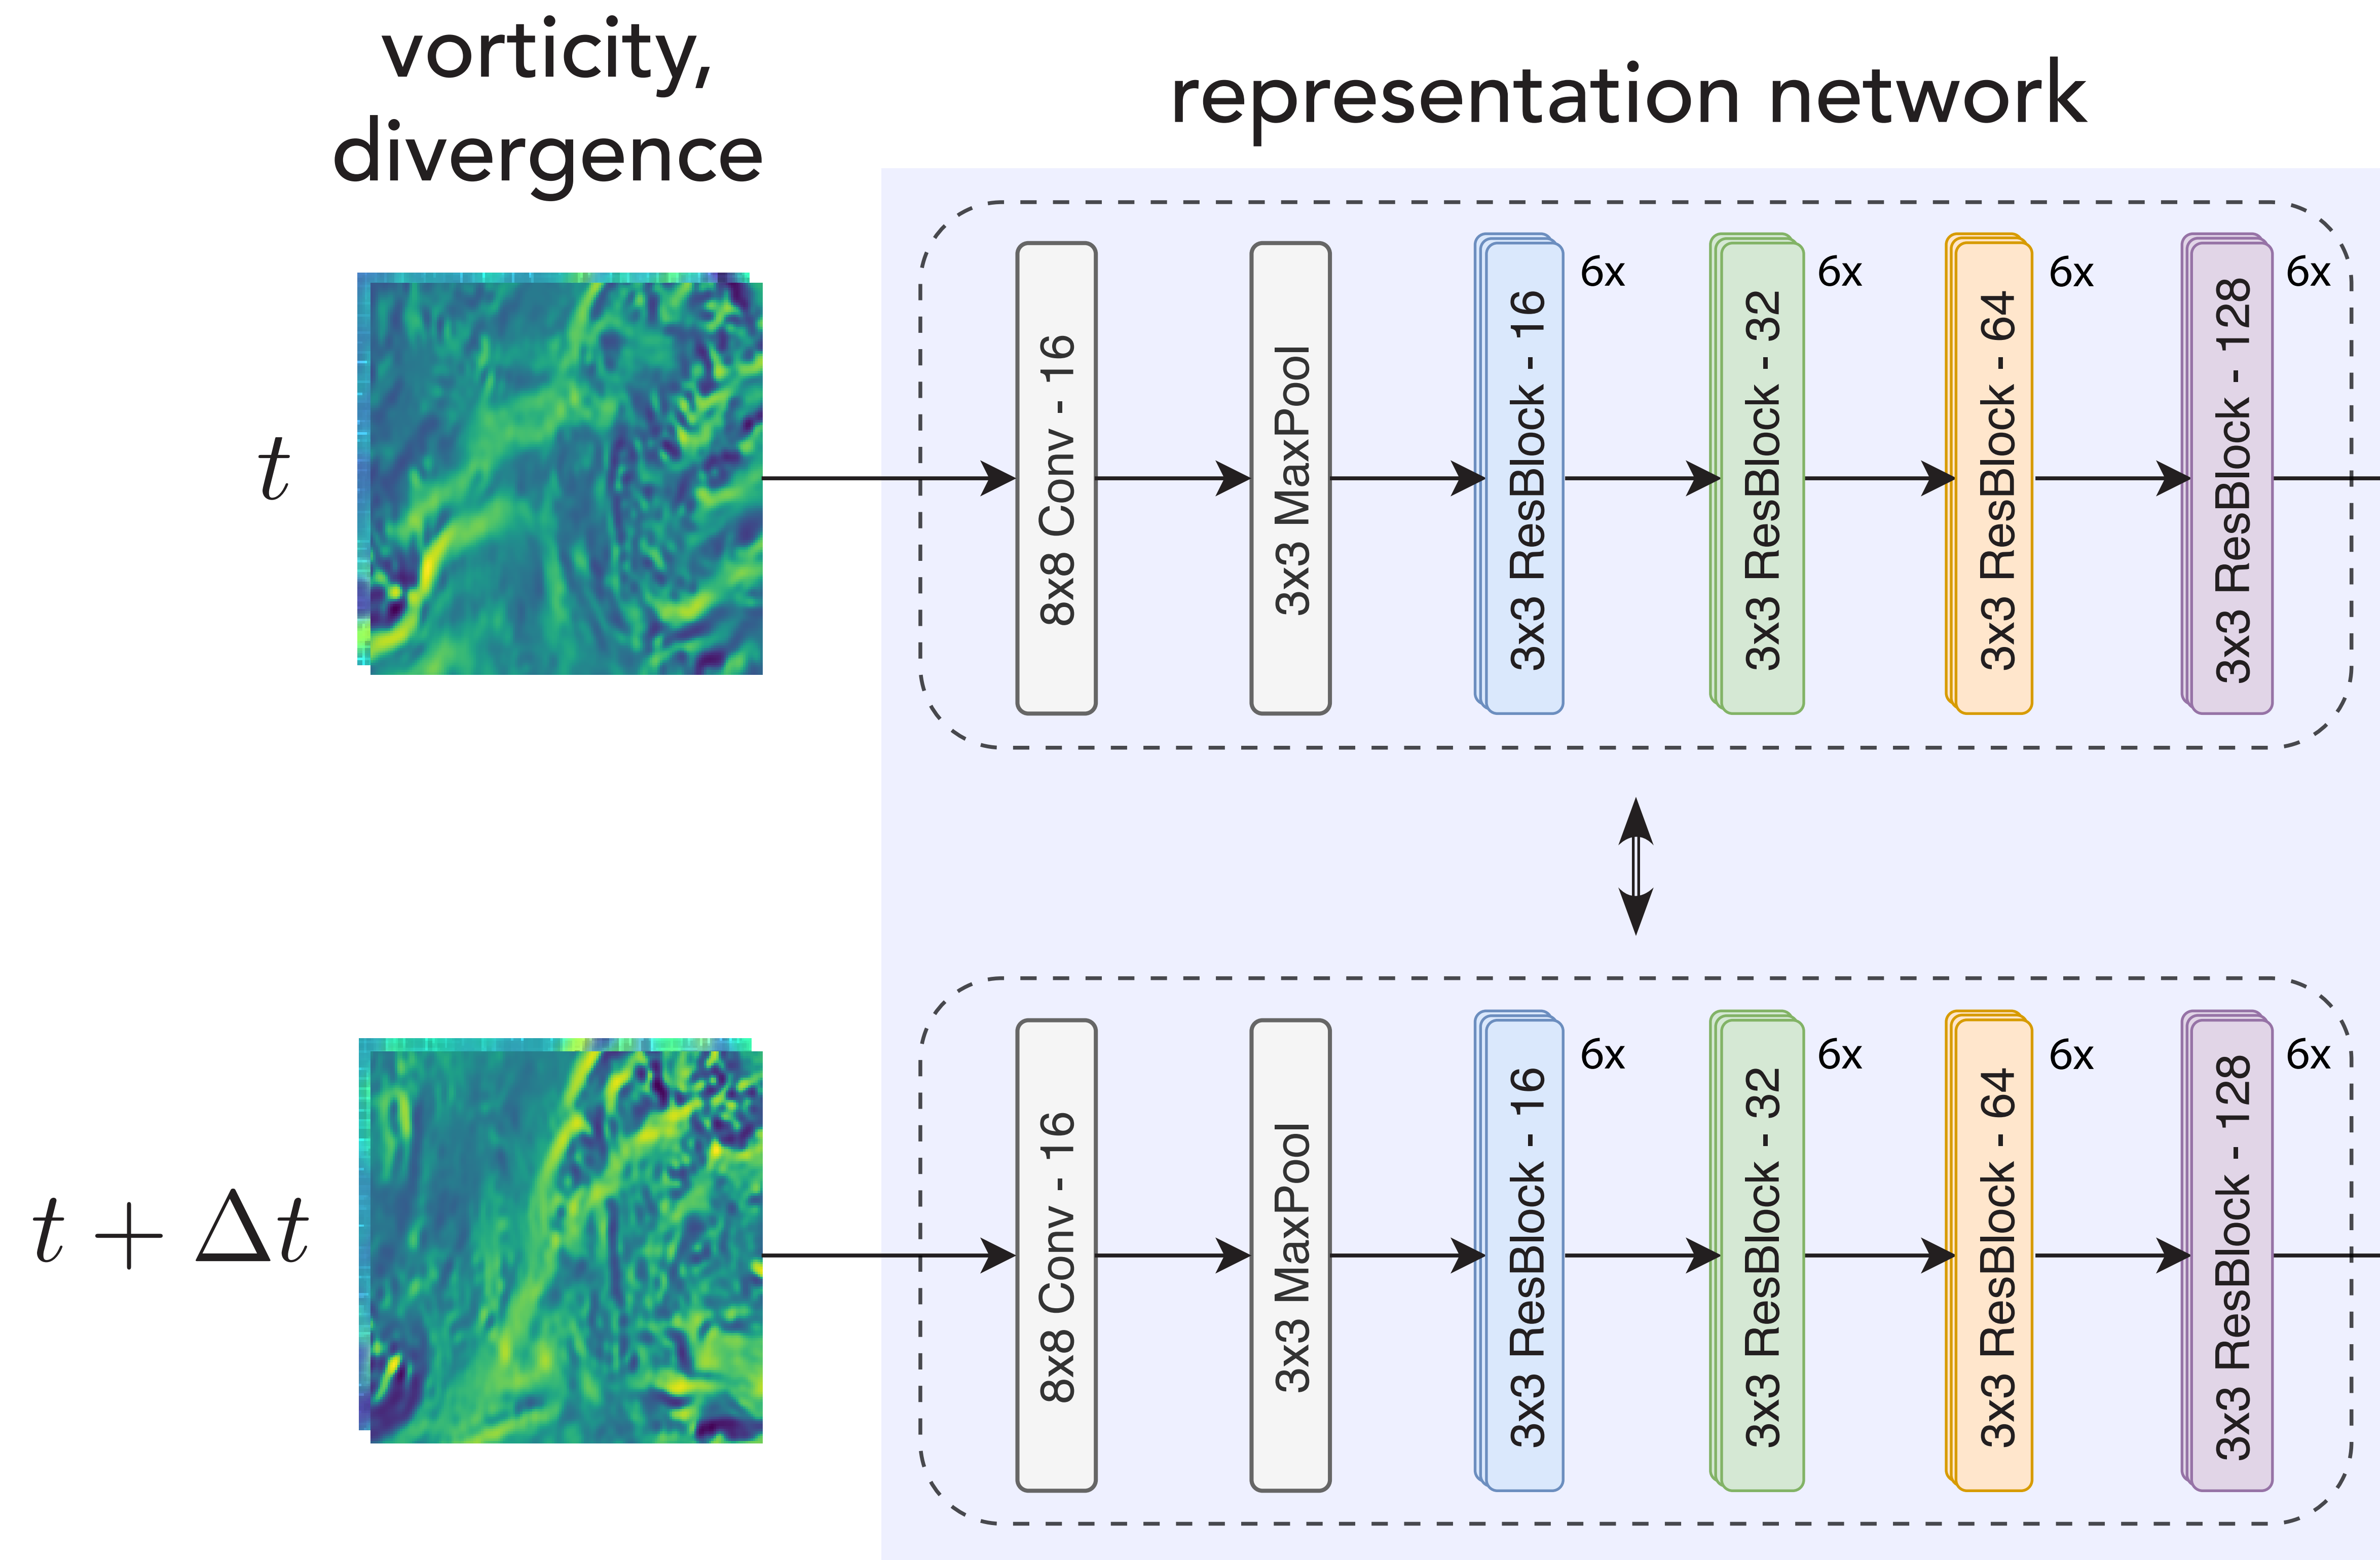 vorticity,
divergence
representation network
t
8x8 Conv - 16
3x3 MaxPool
3x3 ResBlock - 16
6x
3x3 ResBlock - 32
6x
3x3 ResBlock - 64
6x
3x3 ResBlock - 128
6x
t + Δt
8x8 Conv - 16
3x3 MaxPool
3x3 ResBlock - 16
6x
3x3 ResBlock - 32
6x
3x3 ResBlock - 64
6x
3x3 ResBlock - 128
6x